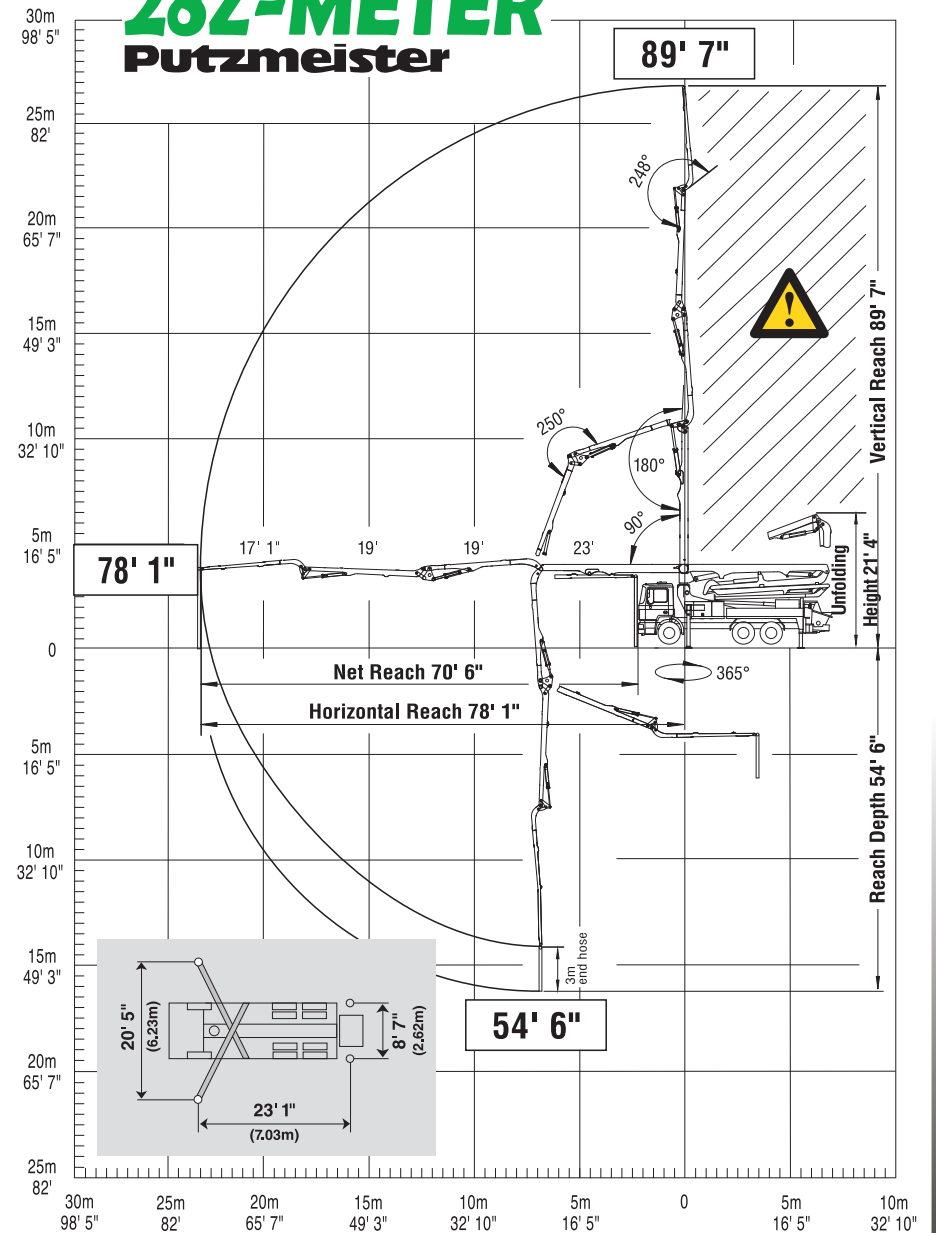 28Z-METER
Putzmeister
89' 7"
30m
98' 5"
25m
82'
20m
65' 7"
15m
49' 3"
10m
32' 10"
5m
16' 5"
0
5m
16' 5"
10m
32' 10"
15m
49' 3"
20m
65' 7"
25m
82'
248°
250°
180°
90°
Vertical Reach 89' 7"
78' 1"
17' 1"
19'
19'
23'
Unfolding
Height 21' 4"
Net Reach 70' 6"
365°
Horizontal Reach 78' 1"
Reach Depth 54' 6"
3m
end hose
54' 6"
20' 5"
(6.23m)
8' 7"
(2.62m)
23' 1"
(7.03m)
30m
98' 5"
25m
82'
20m
65' 7"
15m
49' 3"
10m
32' 10"
5m
16' 5"
0
5m
16' 5"
10m
32' 10"